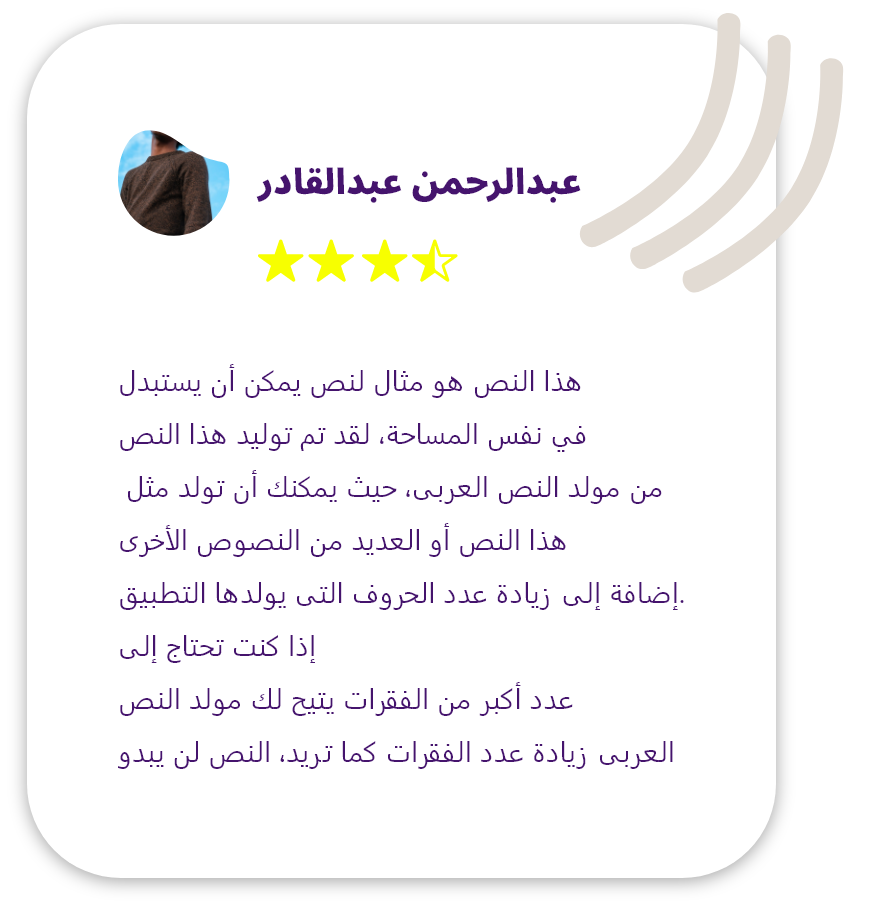 عبدالرحمن عبدالقادر
هذا النص هو مثال لنص يمكن أن يستبدل
في نفس المساحة، لقد تم توليد هذا النص
من مولد النص العربى، حيث يمكنك أن تولد مثل
هذا النص أو العديد من النصوص الأخرى
.إضافة إلى زيادة عدد الحروف التى يولدها التطبيق
إذا كنت تحتاج إلى
عدد أكبر من الفقرات يتيح لك مولد النص
العربى زيادة عدد الفقرات كما تريد، النص لن يبدو